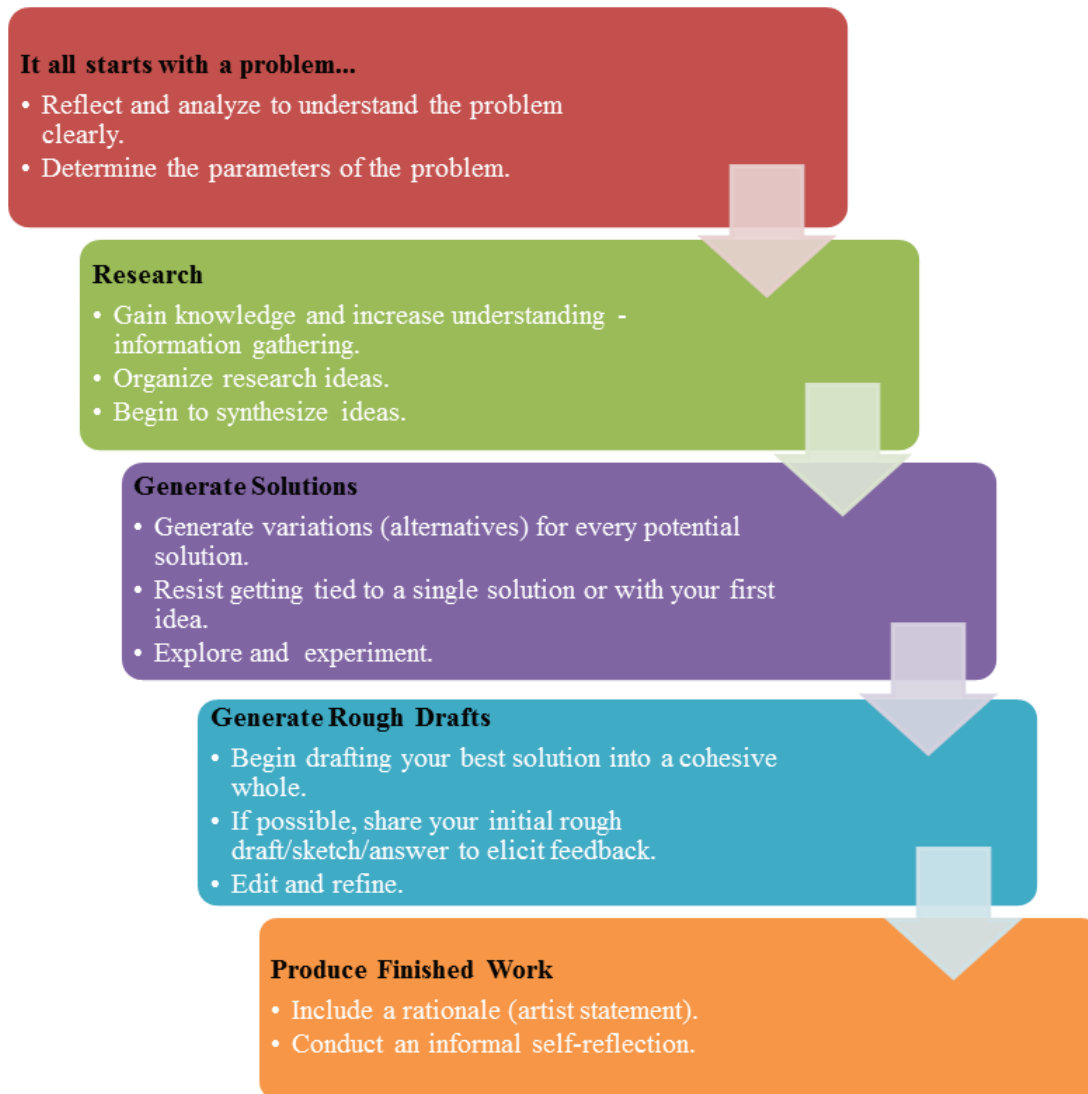 It all starts with a problem...
• Reflect and analyze to understand the problem
clearly.
• Determine the parameters of the problem.
Research
• Gain knowledge and increase understanding -
information gathering.
• Organize research ideas.
• Begin to synthesize ideas.
Generate Solutions
• Generate variations (alternatives) for every potential
solution.
• Resist getting tied to a single solution or with your first
idea.
• Explore and experiment.
Generate Rough Drafts
• Begin drafting your best solution into a cohesive
whole.
• If possible, share your initial rough
draft/sketch/answer to elicit feedback.
• Edit and refine.
Produce Finished Work
• Include a rationale (artist statement).
• Conduct an informal self-reflection.